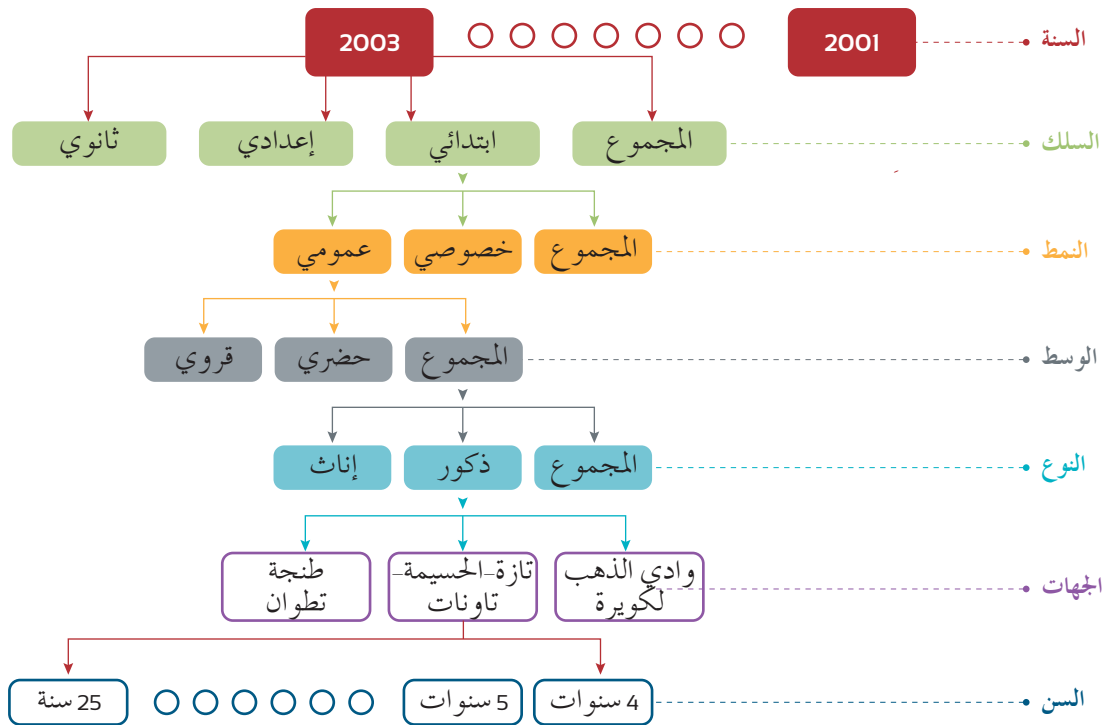 السنة
2001
2003
السلك
المجموع
ابتدائي
إعدادي
ثانوي
النمط
المجموع
خصوصي
عمومي
الوسط
المجموع
حضري
قروي
النوع
المجموع
ذكور
إناث
الجهات
وادي الذهب
لكويرة
تازة-الحسيمة-
تاونات
طنجة
تطوان
السن
4 سنوات
5 سنوات
25 سنة